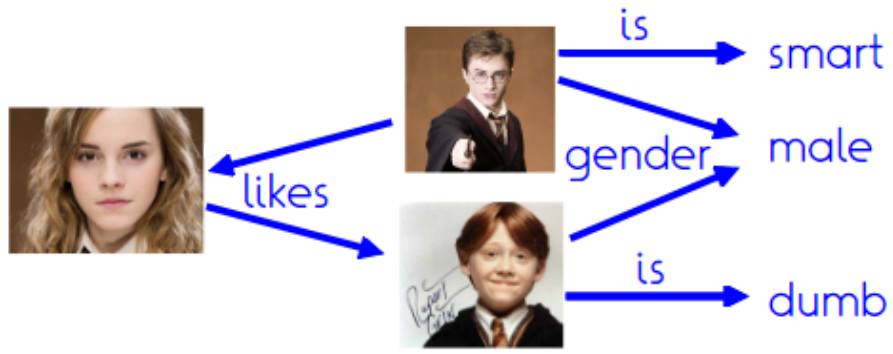 is
smart
gender
male
likes
is
dumb